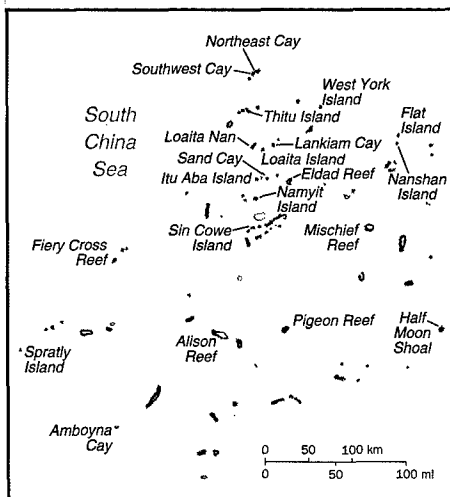 Northeast Cay
Southwest Cay
West York
Island
Thitu Island
South
China
Sea
Flat
Island
Loaita Nan
Lankiam Cay
Loaita Island
Sand Cay
Itu Aba Island
Eldad Reef
Nanshan
Island
Namyit
Island
Sin Cowe
Island
Mischief
Reef
Fiery Cross
Reef
Pigeon Reef
Half
Moon
Shoal
Alison
Reef
Spratly
Island
Amboyna
Cay
0 50 100 km
0 50 100 mi